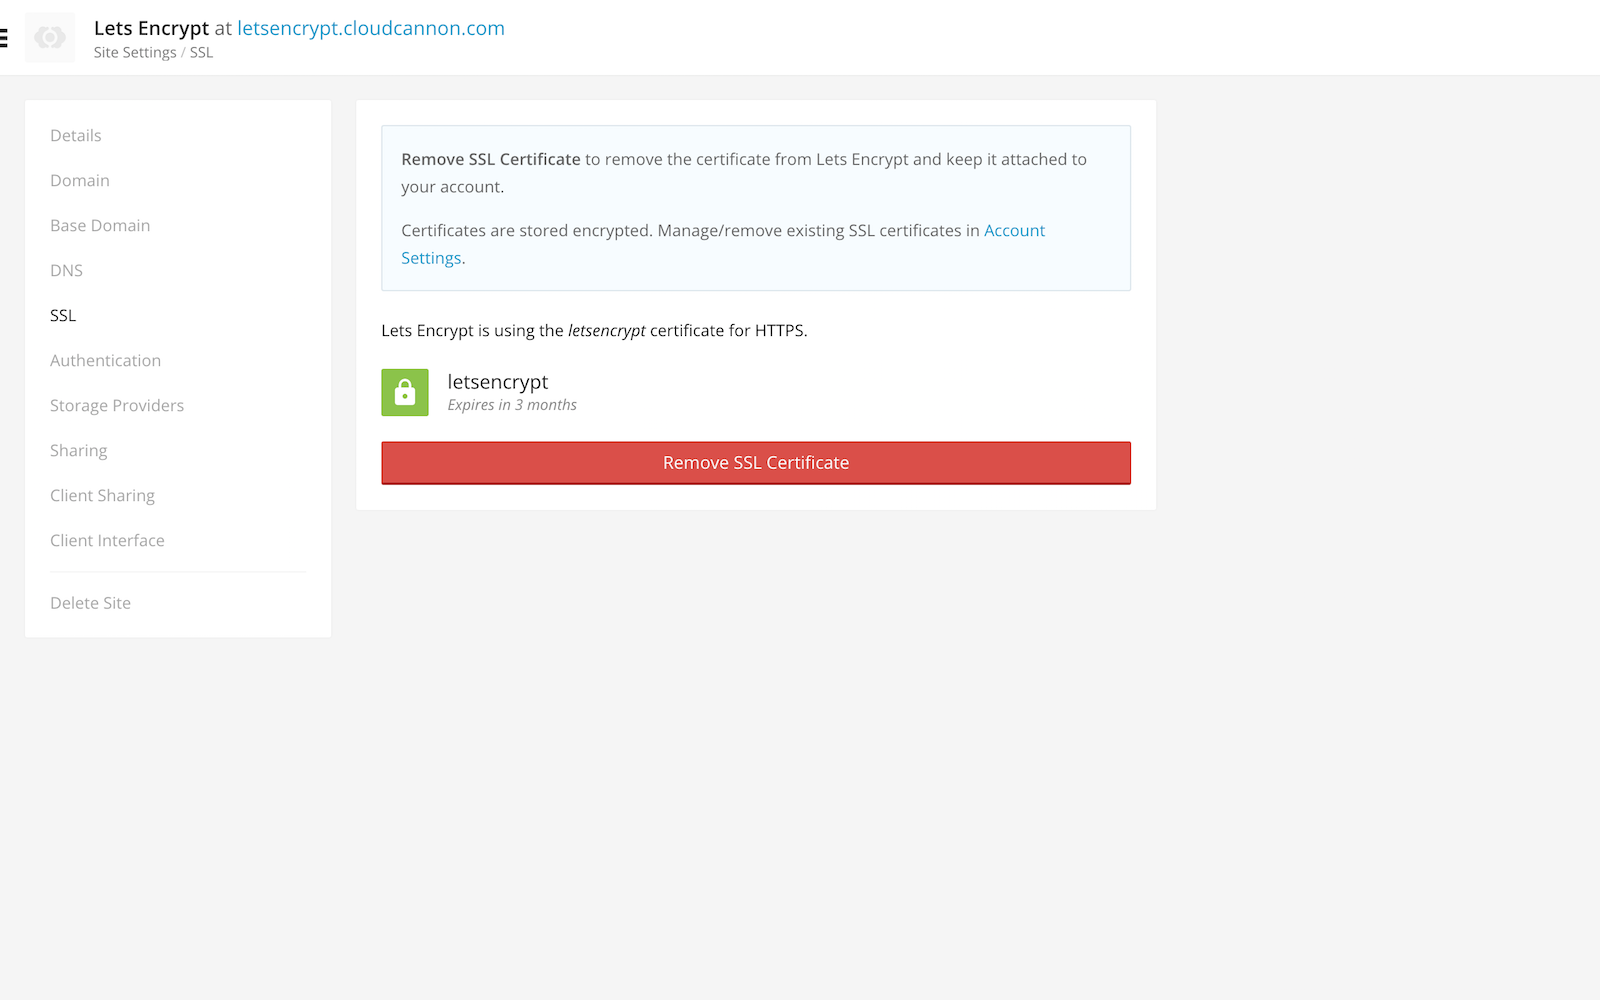 Lets Encrypt at letsencrypt.cloudcannon.com
Site Settings / SSL
Details
Domain
Base Domain
DNS
SSL
Authentication
Storage Providers
Sharing
Client Sharing
Client Interface
Delete Site
Remove SSL Certificate to remove the certificate from Lets Encrypt and keep it attached to
your account.
Certificates are stored encrypted. Manage/remove existing SSL certificates in Account
Settings.
Lets Encrypt is using the letsencrypt certificate for HTTPS.
letsencrypt
Expires in 3 months
Remove SSL Certificate